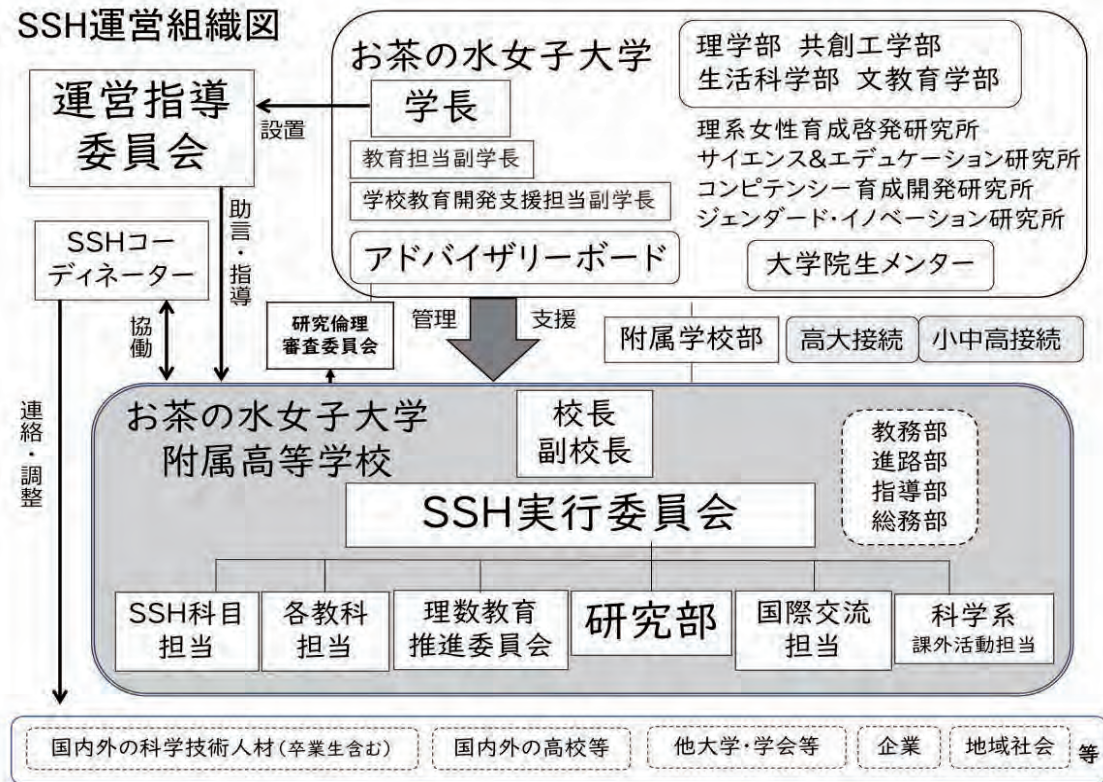 SSH運営組織図
運営指導
委員会
設置
お茶の水女子大学
学長
教育担当副学長
学校教育開発支援担当副学長
アドバイザリーボード
理学部 共創工学部
生活科学部 文教育学部
理系女性育成啓発研究所
サイエンス&エデュケーション研究所
コンピテンシー育成開発研究所
ジェンダード・イノベーション研究所
大学院生メンター
SSHコー
ディネーター
助言・指導
協働
連絡・調整
研究倫理
審査委員会
管理
支援
附属学校部
高大接続
小中高接続
お茶の水女子大学
附属高等学校
校長
副校長
教務部
進路部
指導部
総務部
SSH実行委員会
SSH科目
担当
各教科
担当
理数教育
推進委員会
研究部
国際交流
担当
科学系
課外活動担当
国内外の科学技術人材(卒業生含む)
国内外の高校等
他大学・学会等
企業
地域社会
等